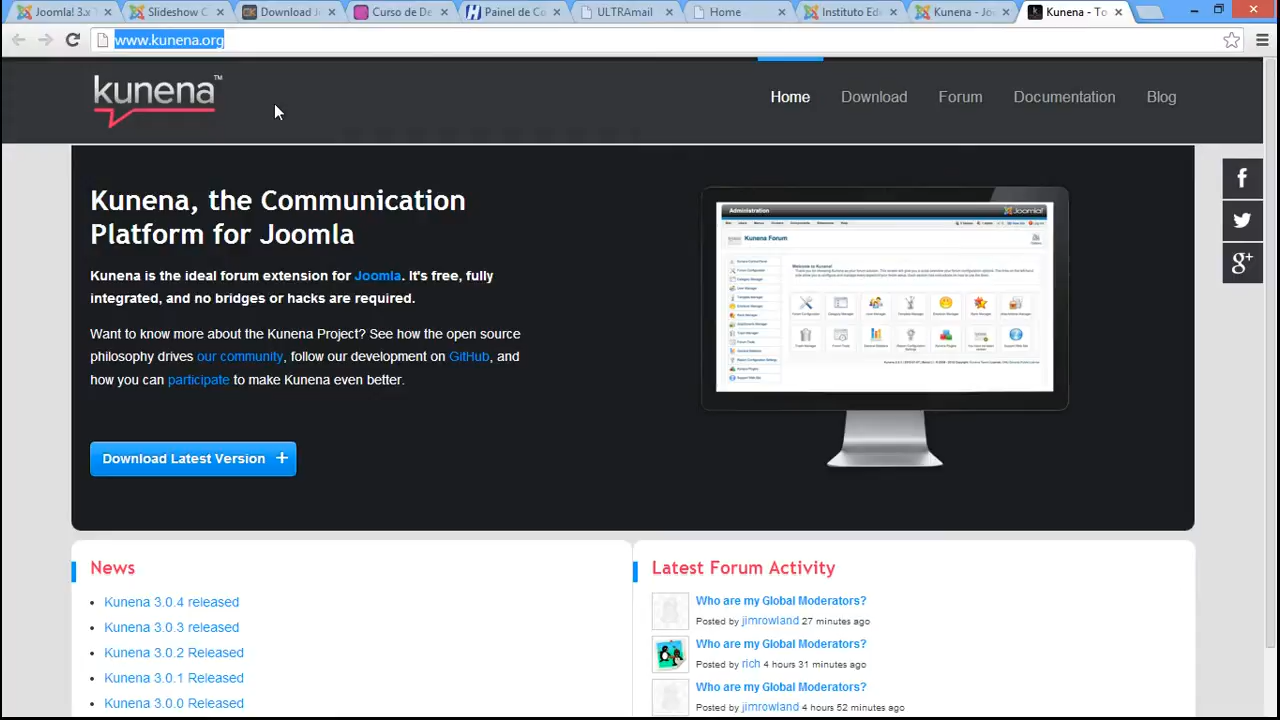 Joomla! 3.x T
Slideshow C
Download J
Curso de De
Painel de Co
ULTRAmail
Home
Instituto Ed
Kunena - Jo
Kunena - To
www.kunena.org
kunena™
Home
Download
Forum
Documentation
Blog
Kunena, the Communication
Platform for Joomla
Kunena is the ideal forum extension for Joomla. It's free, fully
integrated, and no bridges or hacks are required.
Want to know more about the Kunena Project? See how the open source
philosophy drives our community, follow our development on GitHub, and
how you can participate to make Kunena even better.
Download Latest Version +
Administration
Joomla!
Kunena Forum
Welcome to Kunena!
News
Kunena 3.0.4 released
Kunena 3.0.3 released
Kunena 3.0.2 Released
Kunena 3.0.1 Released
Kunena 3.0.0 Released
Latest Forum Activity
Who are my Global Moderators?
Posted by jimrowland 27 minutes ago
Who are my Global Moderators?
Posted by rich 4 hours 31 minutes ago
Who are my Global Moderators?
Posted by jimrowland 4 hours 52 minutes ago